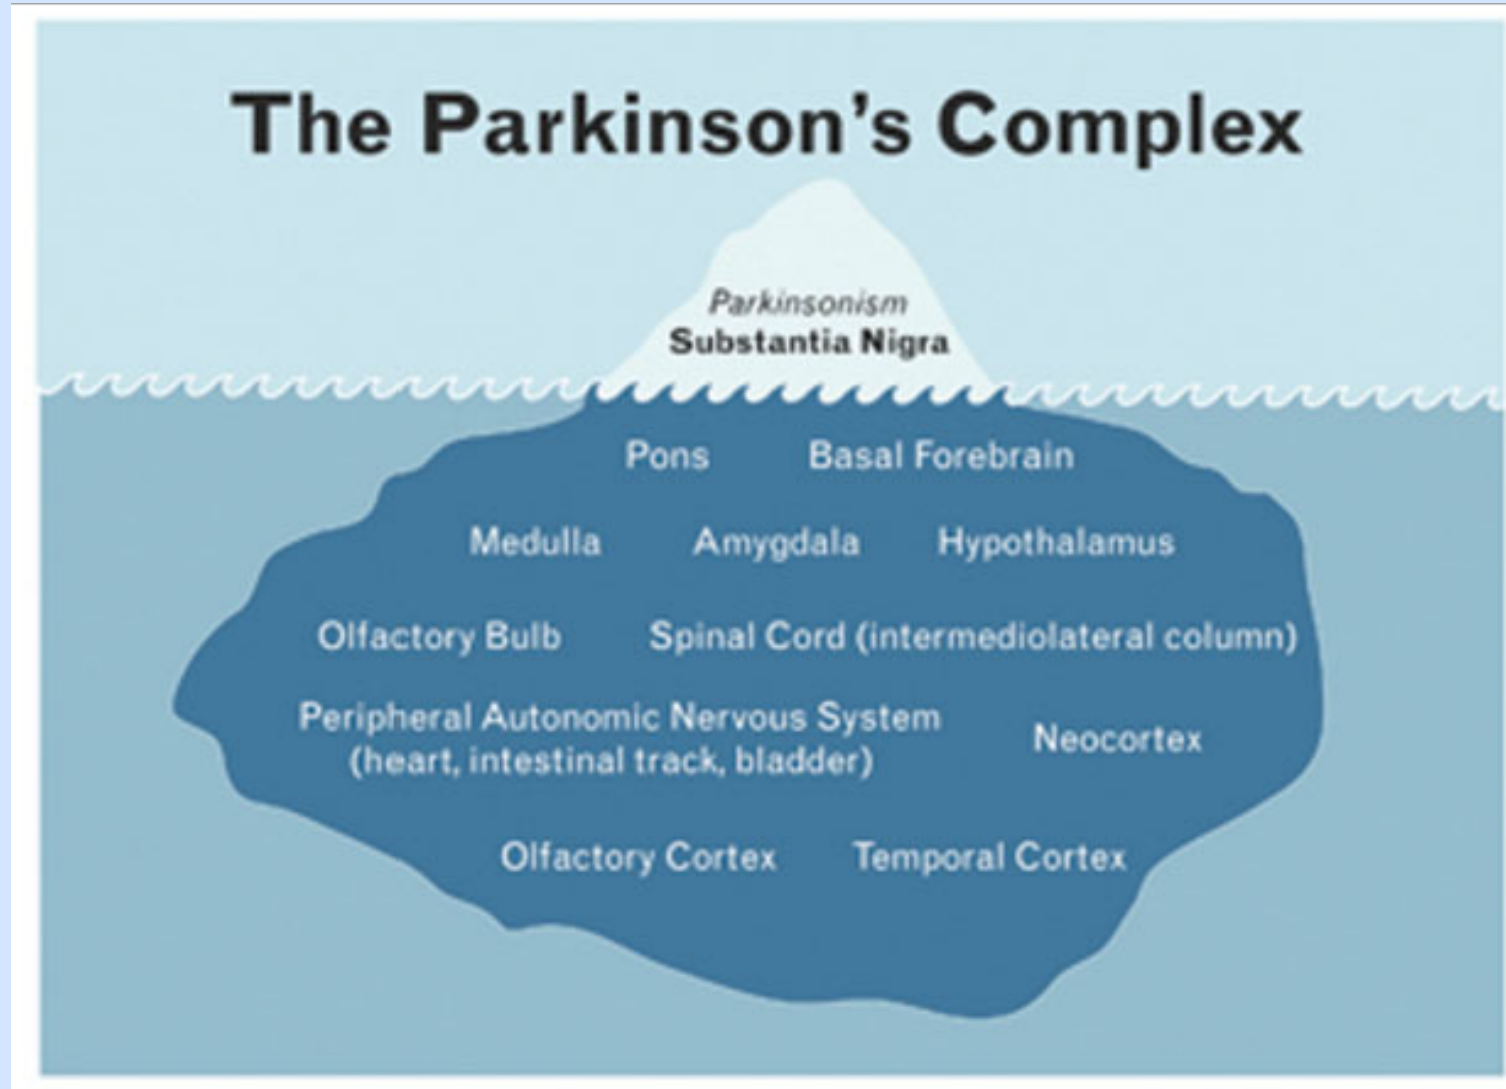 The Parkinson's Complex
Parkinsonism
Substantia Nigra
Pons Basal Forebrain
Medulla Amygdala Hypothalamus
Olfactory Bulb Spinal Cord (intermediolateral column)
Peripheral Autonomic Nervous System
(heart, intestinal track, bladder)
Neocortex
Olfactory Cortex Temporal Cortex